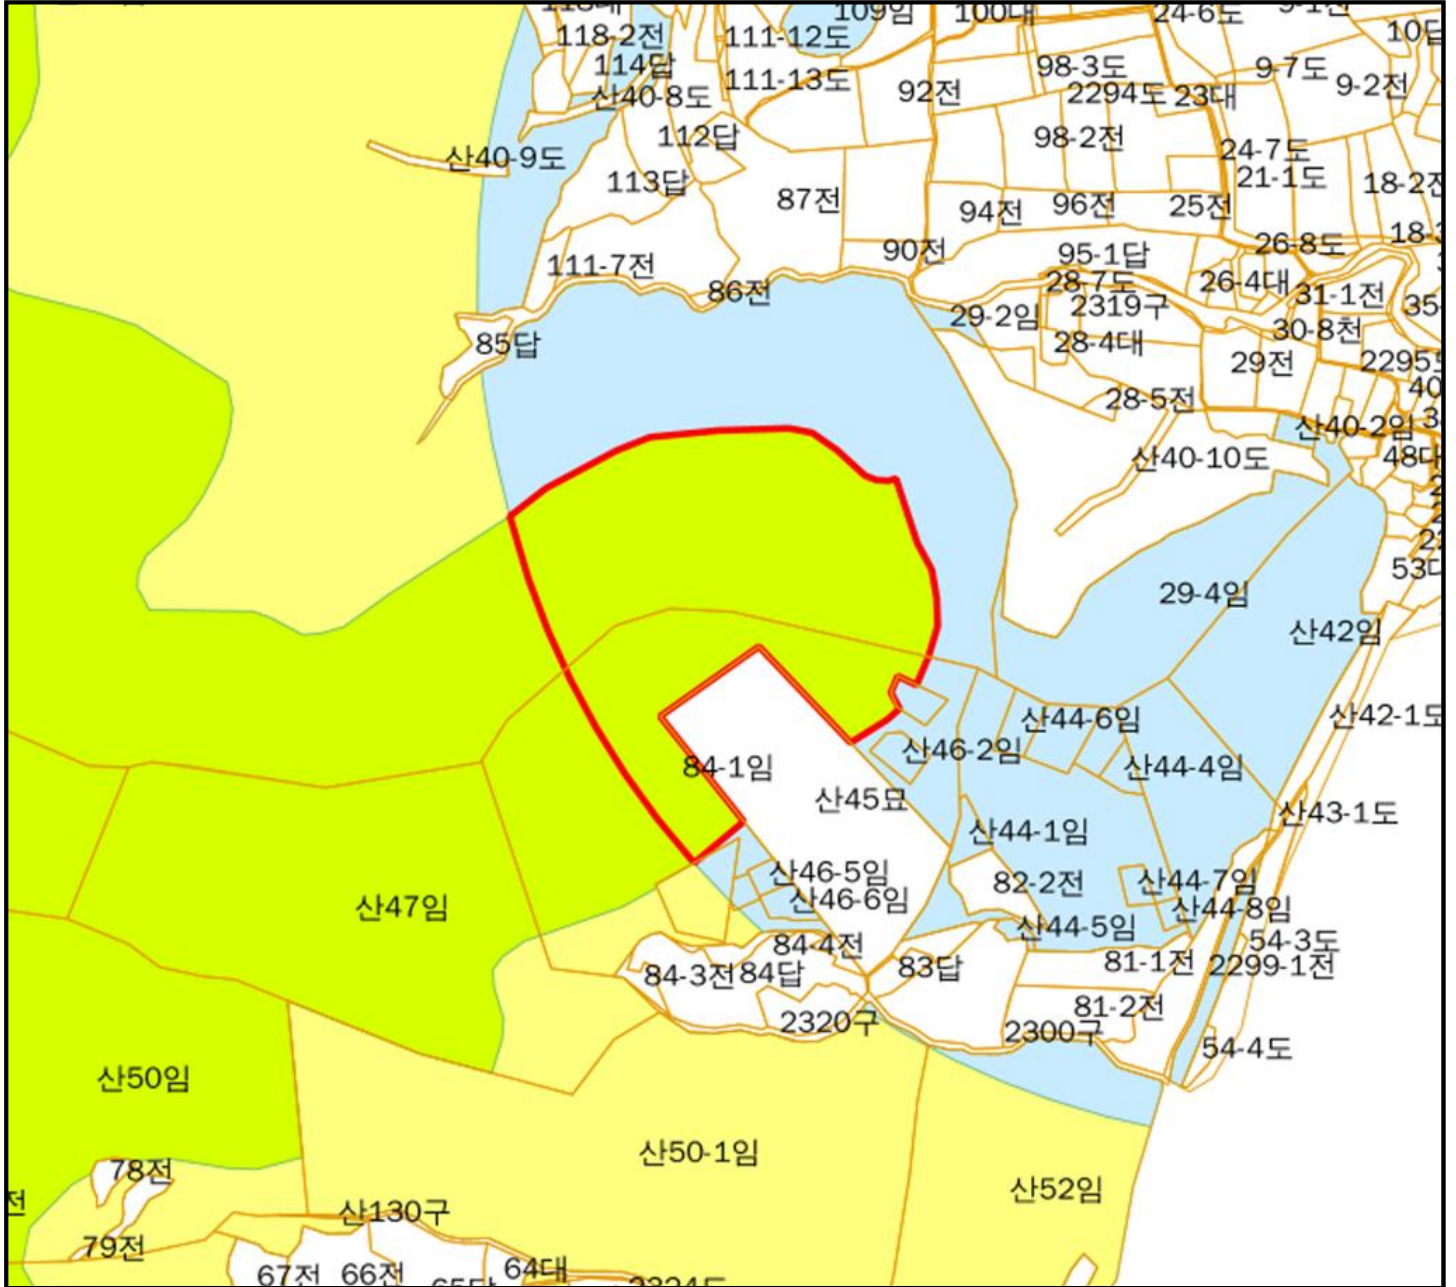 109임
100대
24-6도
118-2전
111-12도
10답
114답
98-3도
9-7도
111-13도
9-2전
92전
2294도
23대
산40-8도
112답
98-2전
24-7도
산40-9도
21-1도
113답
18-2전
87전
94전
96전
25전
90전
95-1답
26-8도
111-7전
28-7도
26-4대
86전
2319구
31-1전
29-2임
30-8천
85답
28-4대
29전
28-5전
산40-2임
산40-10도
48대
29-4임
산42임
산44-6임
산42-1도
산46-2임
84-1임
산44-4임
산45묘
산43-1도
산44-1임
산46-5임
82-2전
산44-7임
산47임
산46-6임
산44-8임
산44-5임
84-4전
54-3도
84-3전
84답
83답
81-1전
2299-1전
81-2전
2320구
2300구
54-4도
산50임
산50-1임
78전
산52임
전
산130구
79전
67전
66전
64대